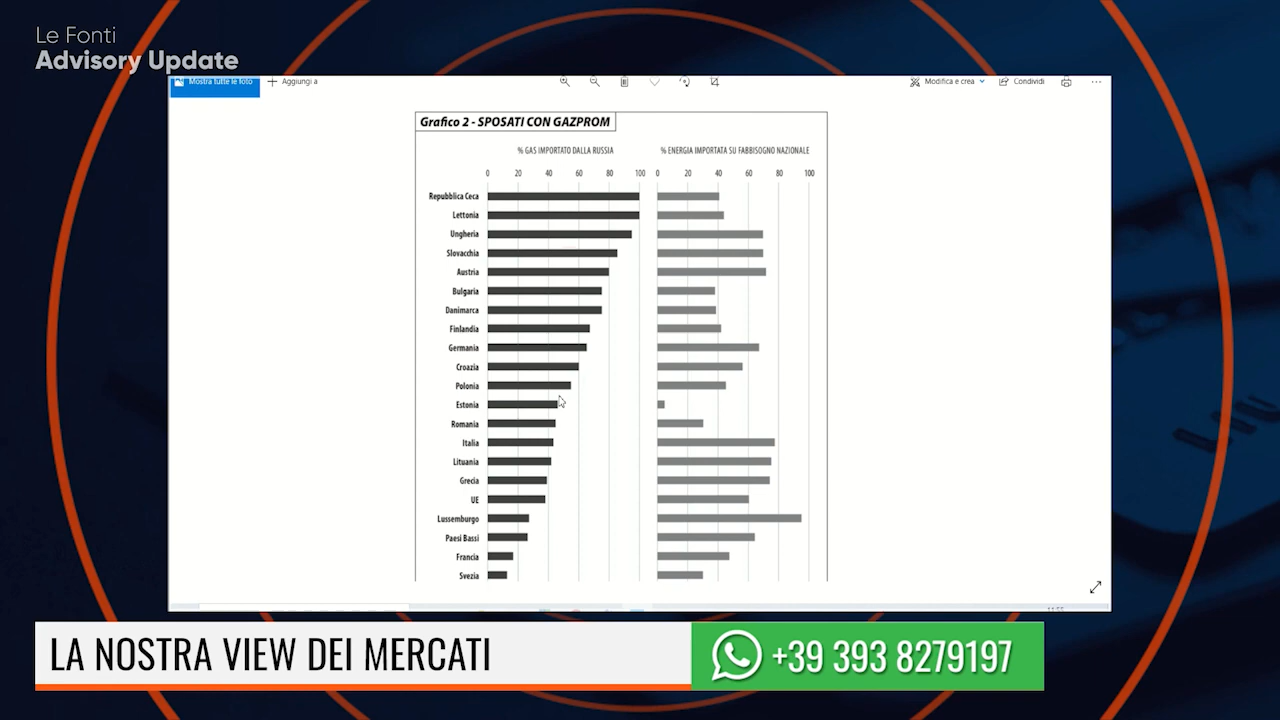 Le Fonti
Advisory Update
Mostra tutte le foto
Aggiungi a
Modifica e crea
Condividi
Grafico 2 - SPOSATI CON GAZPROM
% GAS IMPORTATO DALLA RUSSIA
% ENERGIA IMPORTATA SU FABBISOGNO NAZIONALE
0 20 40 60 80 100
0 20 40 60 80 100
Repubblica Ceca
Lettonia
Ungheria
Slovacchia
Austria
Bulgaria
Danimarca
Finlandia
Germania
Croazia
Polonia
Estonia
Romania
Italia
Lituania
Grecia
UE
Lussemburgo
Paesi Bassi
Francia
Svezia
LA NOSTRA VIEW DEI MERCATI
+39 393 8279197